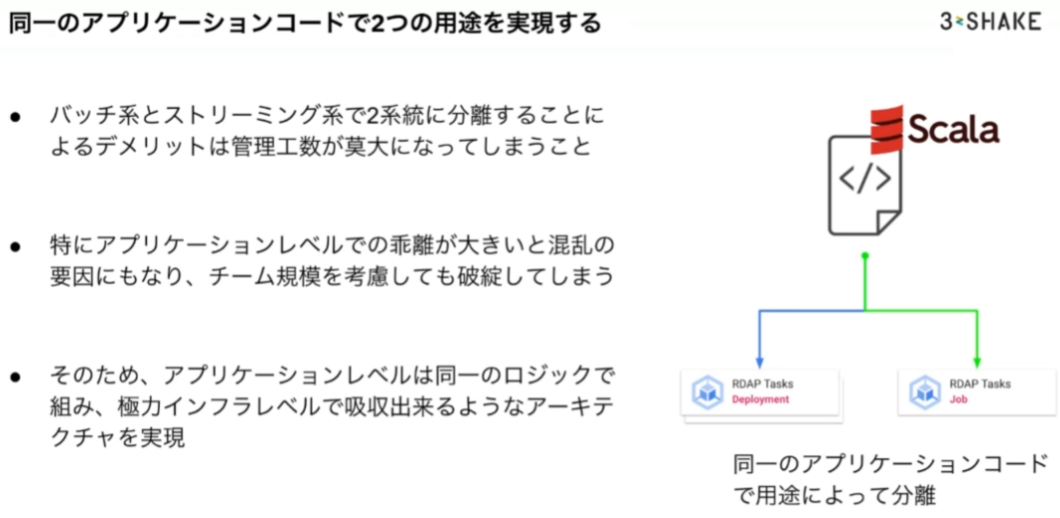 同一のアプリケーションコードで2つの用途を実現する
3-SHAKE
● バッチ系とストリーミング系で2系統に分離することに
よるデメリットは管理工数が莫大になってしまうこと
● 特にアプリケーションレベルでの乖離が大きいと混乱の
要因にもなり、チーム規模を考慮しても破綻してしまう
● そのため、アプリケーションレベルは同一のロジックで
組み、極力インフラレベルで吸収出来るようなアーキテ
クチャを実現
Scala
</>
RDAP Tasks
Deployment
RDAP Tasks
Job
同一のアプリケーションコード
で用途によって分離